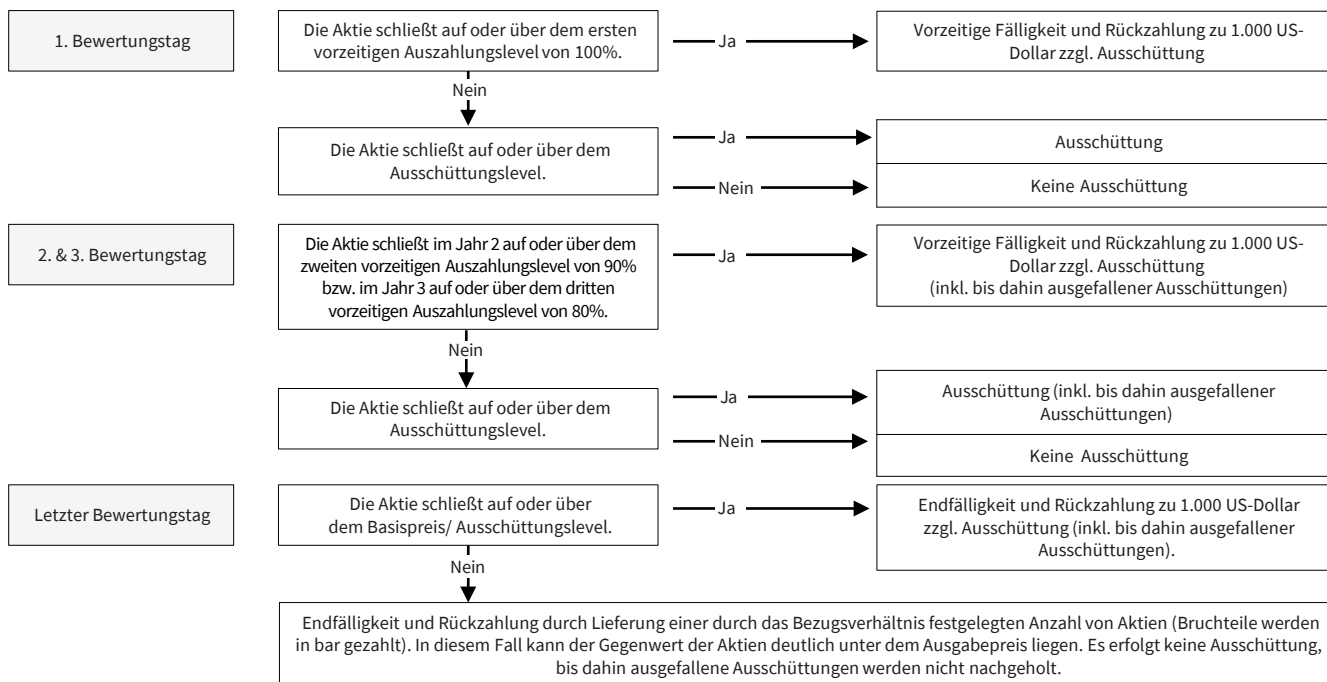 1. Bewertungstag
Die Aktie schließt auf oder über dem ersten
vorzeitigen Auszahlungslevel von 100%.
Ja
Vorzeitige Fälligkeit und Rückzahlung zu 1.000 US-
Dollar zzgl. Ausschüttung
Nein
Die Aktie schließt auf oder über dem
Ausschüttungslevel.
Ja
Ausschüttung
Nein
Keine Ausschüttung
2. & 3. Bewertungstag
Die Aktie schließt im Jahr 2 auf oder über dem
zweiten vorzeitigen Auszahlungslevel von 90%
bzw. im Jahr 3 auf oder über dem dritten
vorzeitigen Auszahlungslevel von 80%.
Ja
Vorzeitige Fälligkeit und Rückzahlung zu 1.000 US-
Dollar zzgl. Ausschüttung
(inkl. bis dahin ausgefallener Ausschüttungen)
Nein
Die Aktie schließt auf oder über dem
Ausschüttungslevel.
Ja
Ausschüttung (inkl. bis dahin ausgefallener
Ausschüttungen)
Nein
Keine Ausschüttung
Letzter Bewertungstag
Die Aktie schließt auf oder über
dem Basispreis/ Ausschüttungslevel.
Ja
Endfälligkeit und Rückzahlung zu 1.000 US-Dollar
zzgl. Ausschüttung (inkl. bis dahin ausgefallener
Ausschüttungen).
Nein
Endfälligkeit und Rückzahlung durch Lieferung einer durch das Bezugsverhältnis festgelegten Anzahl von Aktien (Bruchteile werden
in bar gezahlt). In diesem Fall kann der Gegenwert der Aktien deutlich unter dem Ausgabepreis liegen. Es erfolgt keine Ausschüttung,
bis dahin ausgefallene Ausschüttungen werden nicht nachgeholt.